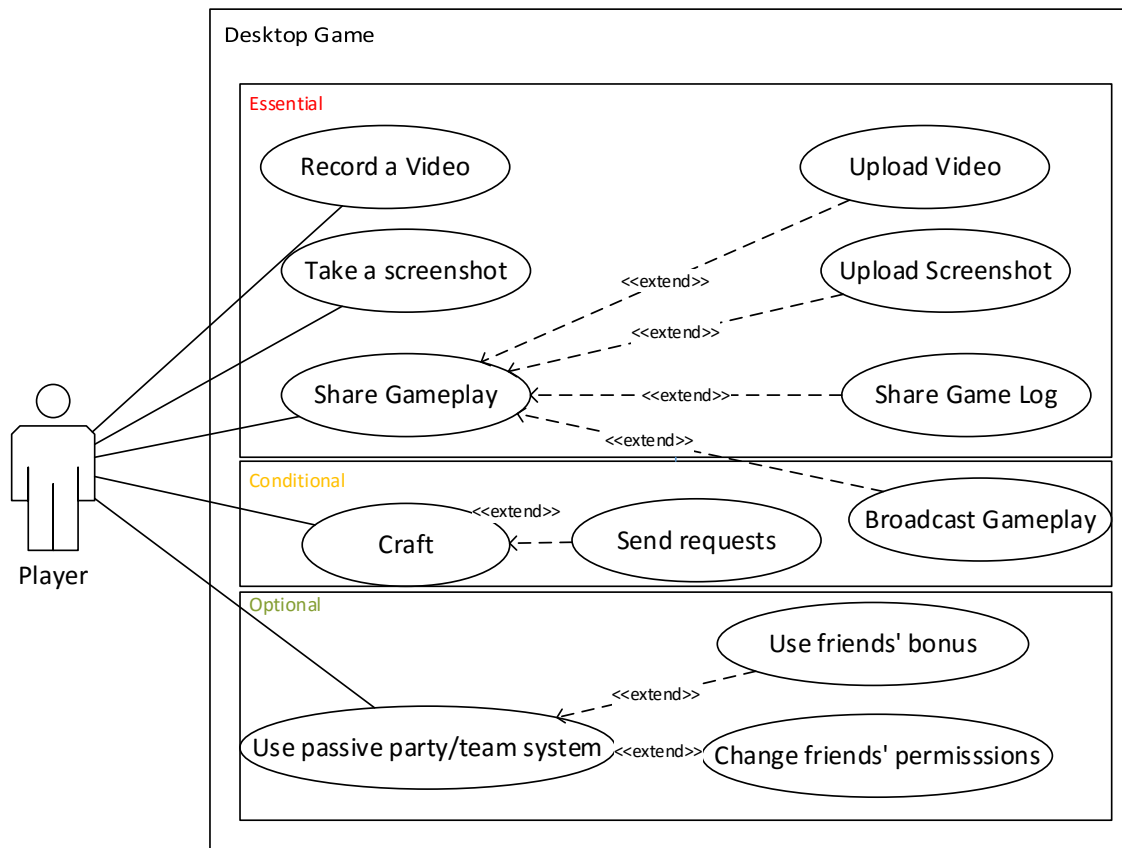 Desktop Game
Essential
Record a Video
Upload Video
Take a screenshot
Upload Screenshot
<<extend>>
<<extend>>
Share Gameplay
<<extend>>
Share Game Log
<<extend>>
Conditional
<<extend>>
Broadcast Gameplay
Craft
Send requests
Player
Optional
Use friends' bonus
<<extend>>
Use passive party/team system
<<extend>>
Change friends' permisssions